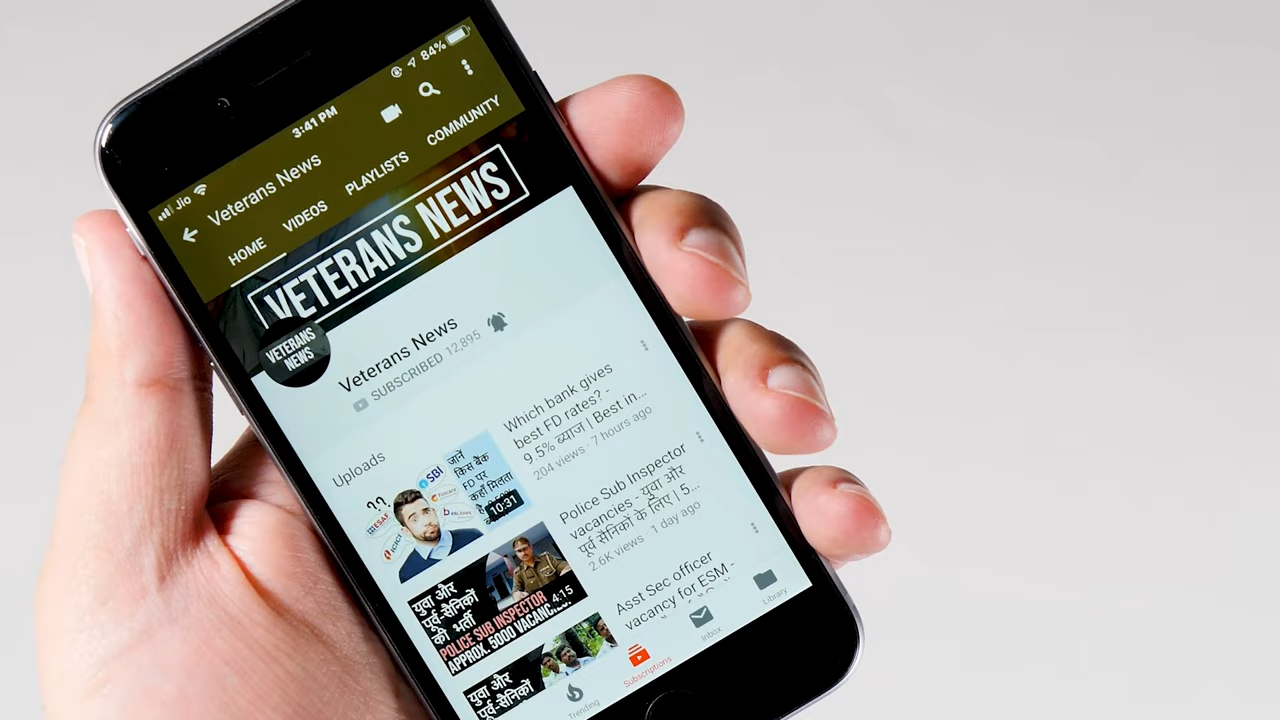 Jio
3:41 PM
84%
Veterans News
HOME
VIDEOS
PLAYLISTS
COMMUNITY
VETERANS NEWS
VETERANS
NEWS
Veterans News
SUBSCRIBED 12,895
Uploads
??
जानें
किस बैंक
FD पर
कहाँ मिलता
SBI
ESAF
ICICI
RBL BANK
10:31
Which bank gives
best FD rates? -
9.5% ब्याज | Best in...
204 views · 7 hours ago
युवा और
पूर्व-सैनिकों
की भर्ती
POLICE SUB INSPECTOR
APPROX. 5000 VACANC
4:15
Police Sub Inspector
vacancies - युवा और
पूर्व सैनिकों के लिए | 5...
2.6K views · 1 day ago
युवा और
पूर्व-सैनिकों
Asst Sec officer
vacancy for ESM -
Trending
Subscriptions
Inbox
Library